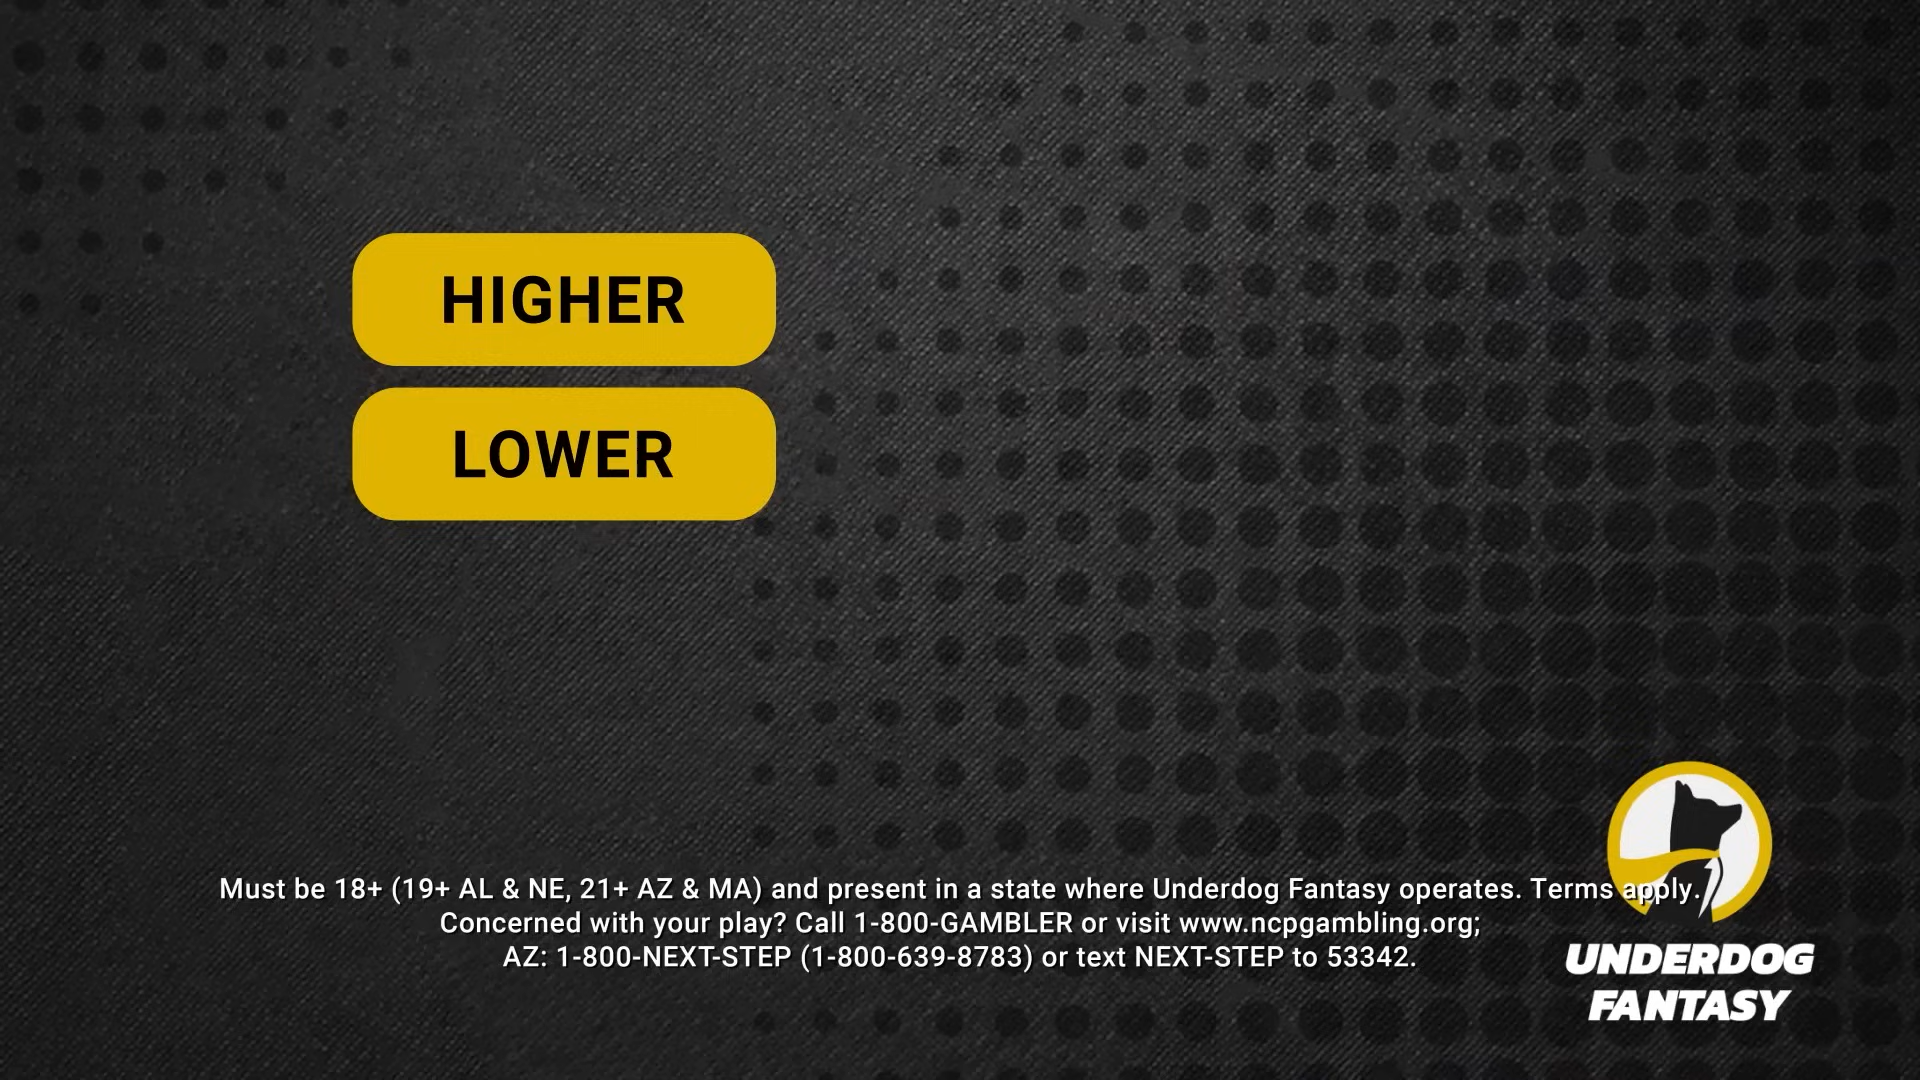 HIGHER
LOWER
Must be 18+ (19+ AL & NE, 21+ AZ & MA) and present in a state where Underdog Fantasy operates. Terms apply.
Concerned with your play? Call 1-800-GAMBLER or visit www.ncpgambling.org;
AZ: 1-800-NEXT-STEP (1-800-639-8783) or text NEXT-STEP to 53342.
UNDERDOG
FANTASY